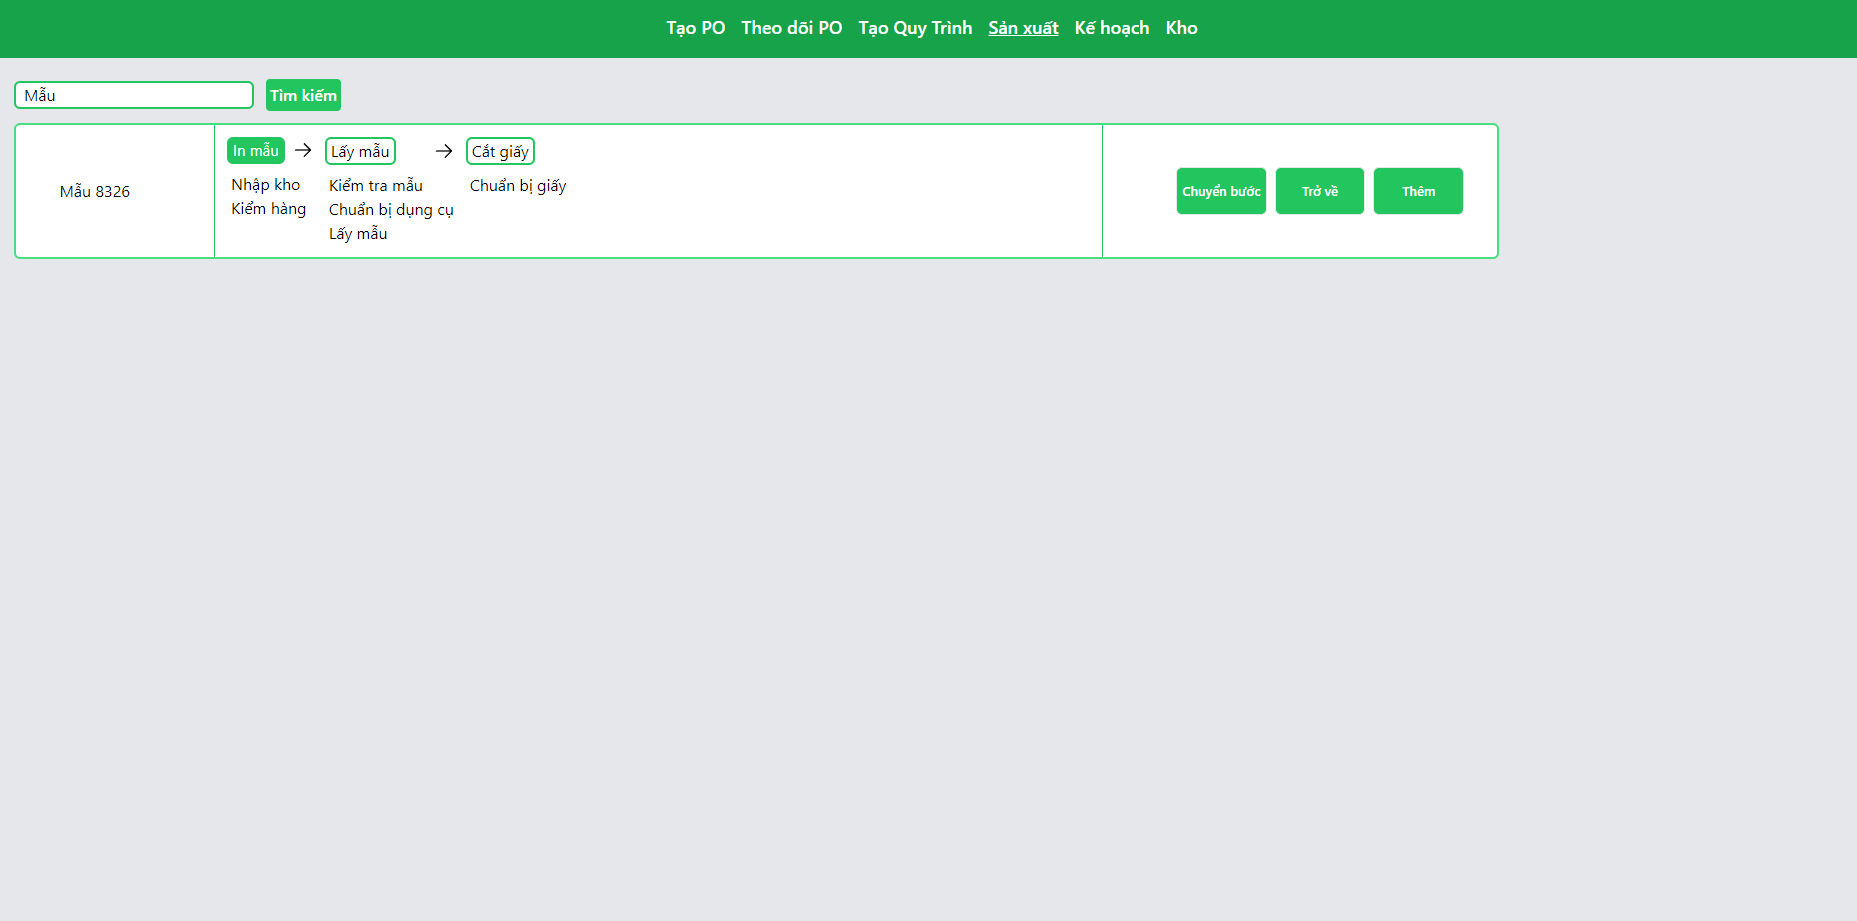 Tạo PO Theo dõi PO Tạo Quy Trình Sản xuất Kế hoạch Kho
Mẫu Tìm kiếm
Mẫu 8326
In mẫu → Lấy mẫu → Cắt giấy
Nhập kho
Kiểm hàng
Kiểm tra mẫu
Chuẩn bị dụng cụ
Lấy mẫu
Chuẩn bị giấy
Chuyển bước Trở về Thêm